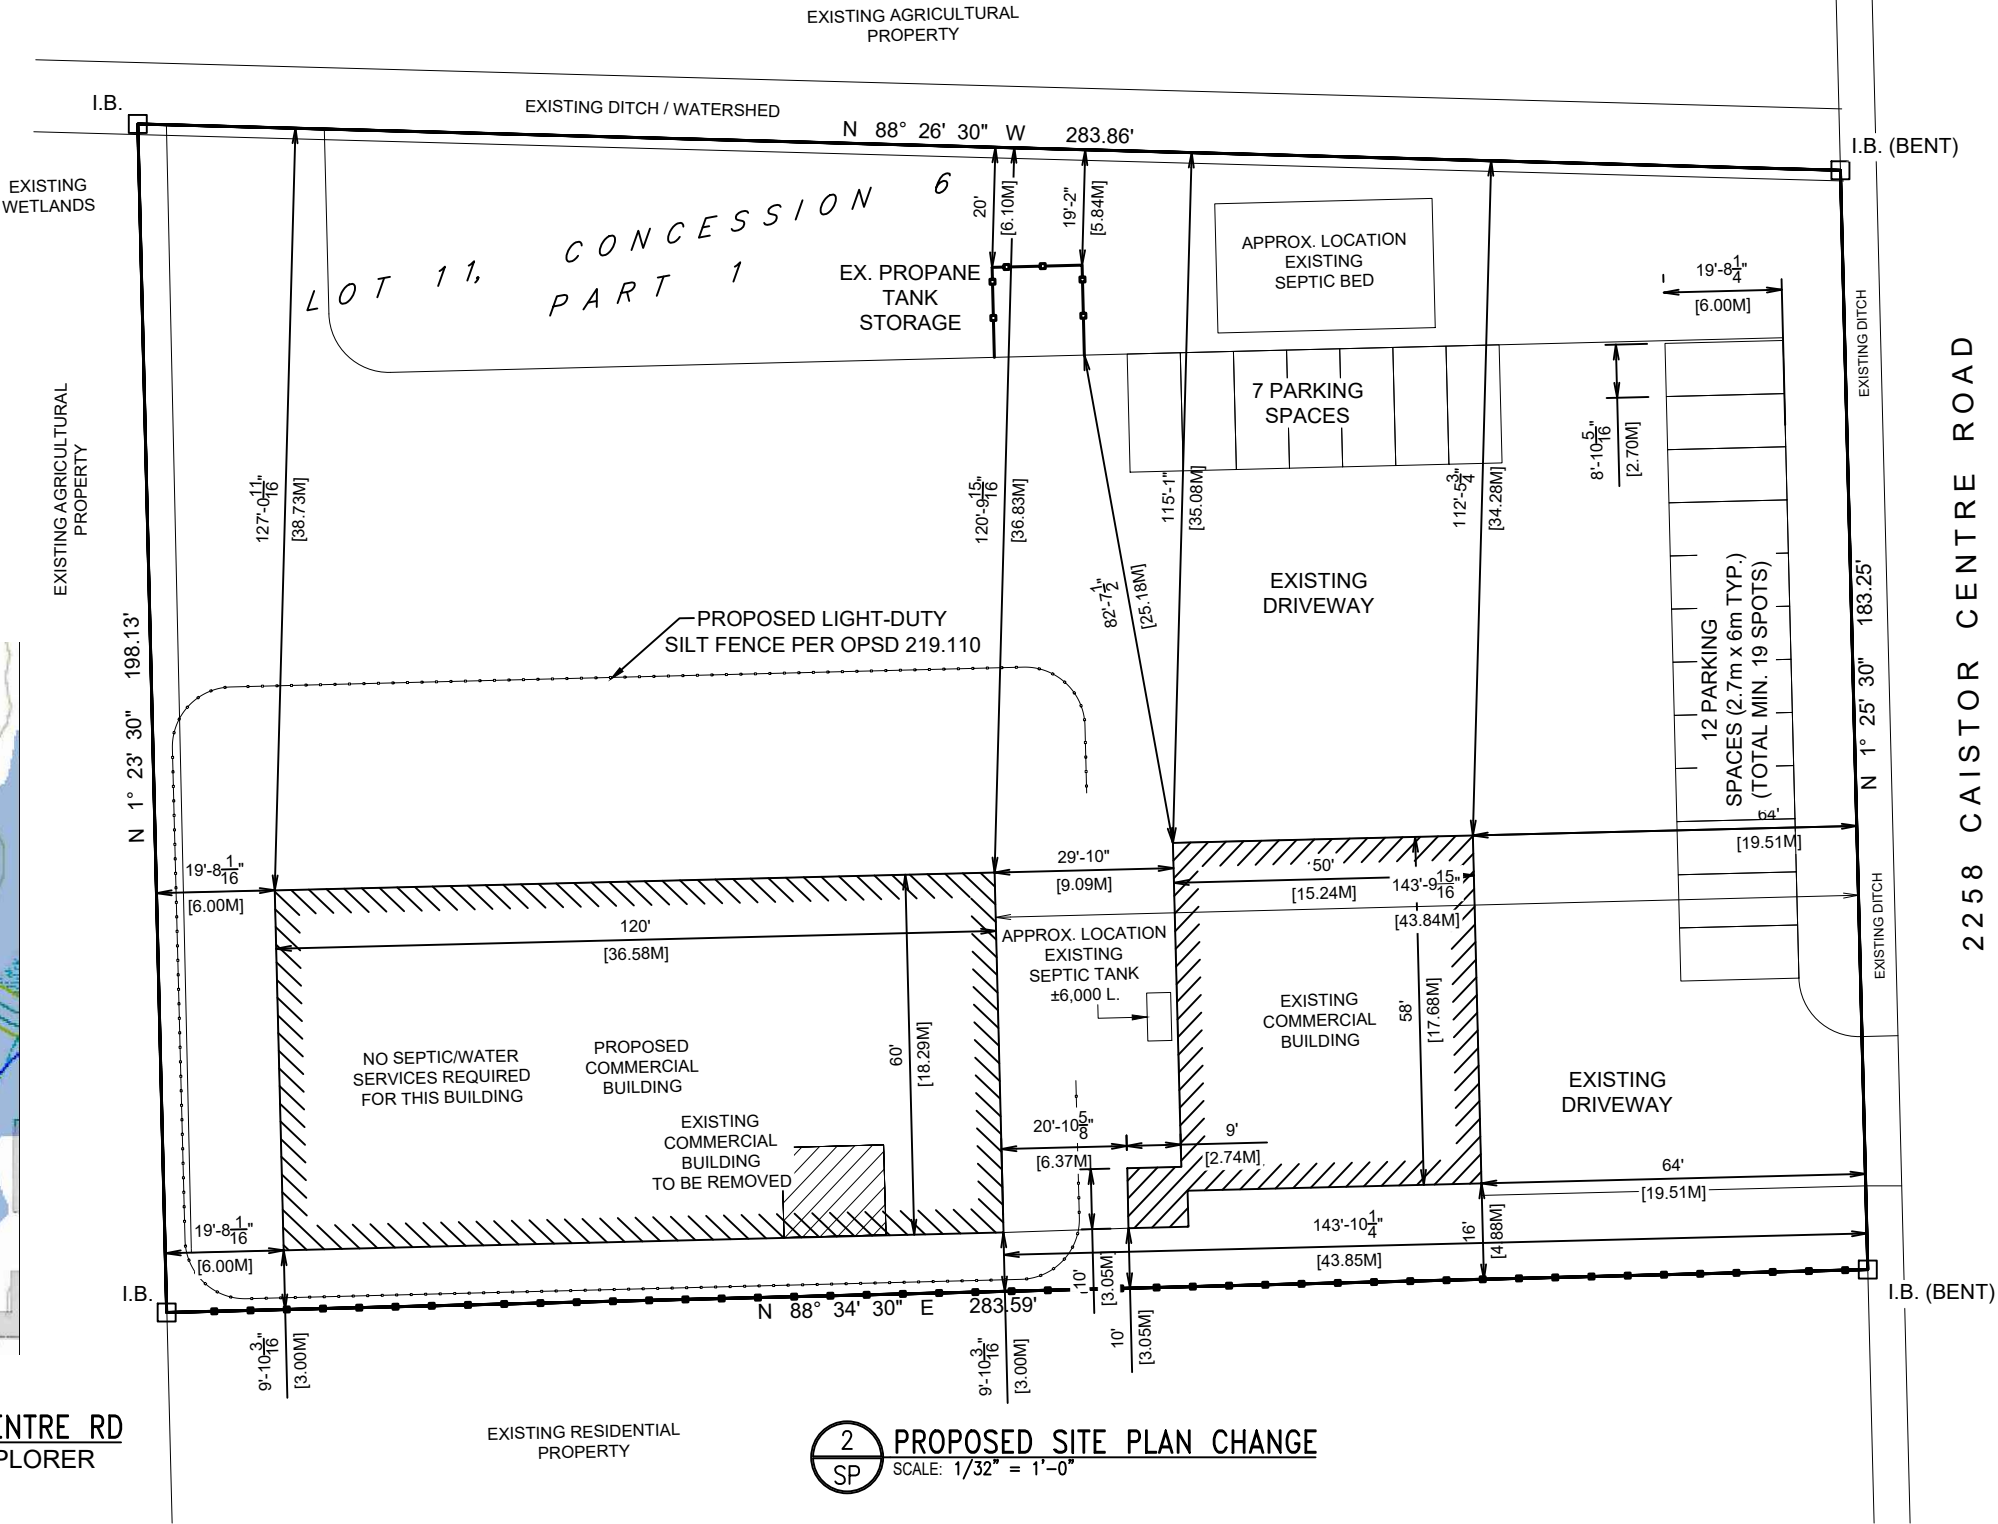 EXISTING AGRICULTURAL
PROPERTY
I.B.
EXISTING DITCH / WATERSHED
N 88° 26' 30" W 283.86'
I.B. (BENT)
EXISTING
WETLANDS
LOT 11, CONCESSION 6
PART 1
20'
[6.10M]
19'-2"
[5.84M]
EX. PROPANE
TANK
STORAGE
APPROX. LOCATION
EXISTING
SEPTIC BED
19'-8 1/4"
[6.00M]
EXISTING DITCH
7 PARKING
SPACES
8'-10 5/16"
[2.70M]
EXISTING AGRICULTURAL
PROPERTY
127'-0 11/16"
[38.73M]
120'-9 15/16"
[36.83M]
115'-1"
[35.08M]
112'-5 3/4"
[34.28M]
82'-7 1/2"
[25.18M]
EXISTING
DRIVEWAY
12 PARKING
SPACES (2.7m x 6m TYP.)
(TOTAL MIN. 19 SPOTS)
N 1° 25' 30" 183.25'
2258 CAISTOR CENTRE ROAD
PROPOSED LIGHT-DUTY
SILT FENCE PER OPSD 219.110
N 1° 23' 30" 198.13'
64'
[19.51M]
19'-8 1/16"
[6.00M]
29'-10"
[9.09M]
50'
[15.24M]
143'-9 15/16"
[43.84M]
EXISTING DITCH
120'
[36.58M]
APPROX. LOCATION
EXISTING
SEPTIC TANK
±6,000 L.
EXISTING
COMMERCIAL
BUILDING
58'
[17.68M]
60'
[18.29M]
NO SEPTIC/WATER
SERVICES REQUIRED
FOR THIS BUILDING
PROPOSED
COMMERCIAL
BUILDING
EXISTING
COMMERCIAL
BUILDING
TO BE REMOVED
EXISTING
DRIVEWAY
20'-10 5/8"
[6.37M]
9'
[2.74M]
64'
[19.51M]
19'-8 1/16"
[6.00M]
143'-10 1/4"
[43.85M]
16'
[4.88M]
10'
[3.05M]
I.B.
N 88° 34' 30" E 283.59'
I.B. (BENT)
9'-10 3/16"
[3.00M]
9'-10 3/16"
[3.00M]
10'
[3.05M]
ENTRE RD
PLORER
EXISTING RESIDENTIAL
PROPERTY
2
SP
PROPOSED SITE PLAN CHANGE
SCALE: 1/32" = 1'-0"